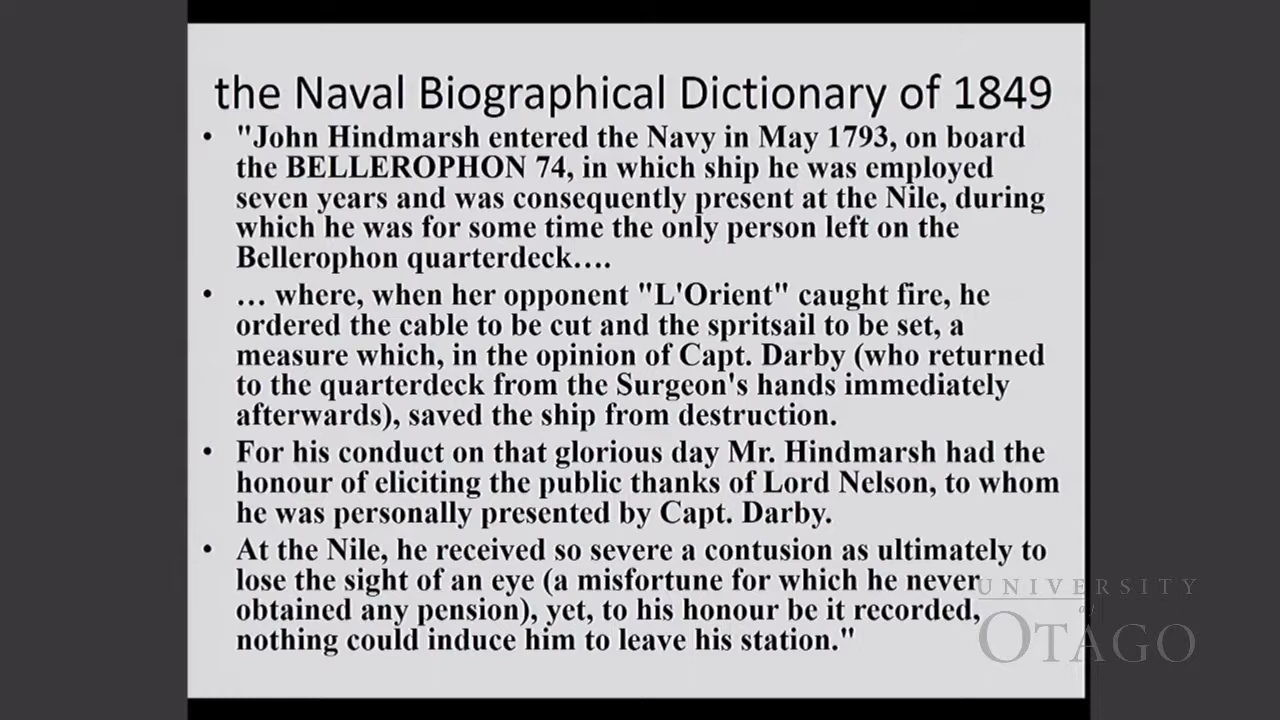 the Naval Biographical Dictionary of 1849
• "John Hindmarsh entered the Navy in May 1793, on board
the BELLEROPHON 74, in which ship he was employed
seven years and was consequently present at the Nile, during
which he was for some time the only person left on the
Bellerophon quarterdeck….
• … where, when her opponent "L'Orient" caught fire, he
ordered the cable to be cut and the spritsail to be set, a
measure which, in the opinion of Capt. Darby (who returned
to the quarterdeck from the Surgeon's hands immediately
afterwards), saved the ship from destruction.
• For his conduct on that glorious day Mr. Hindmarsh had the
honour of eliciting the public thanks of Lord Nelson, to whom
he was personally presented by Capt. Darby.
• At the Nile, he received so severe a contusion as ultimately to
lose the sight of an eye (a misfortune for which he never
obtained any pension), yet, to his honour be it recorded,
nothing could induce him to leave his station."
UNIVERSITY
of
OTAGO